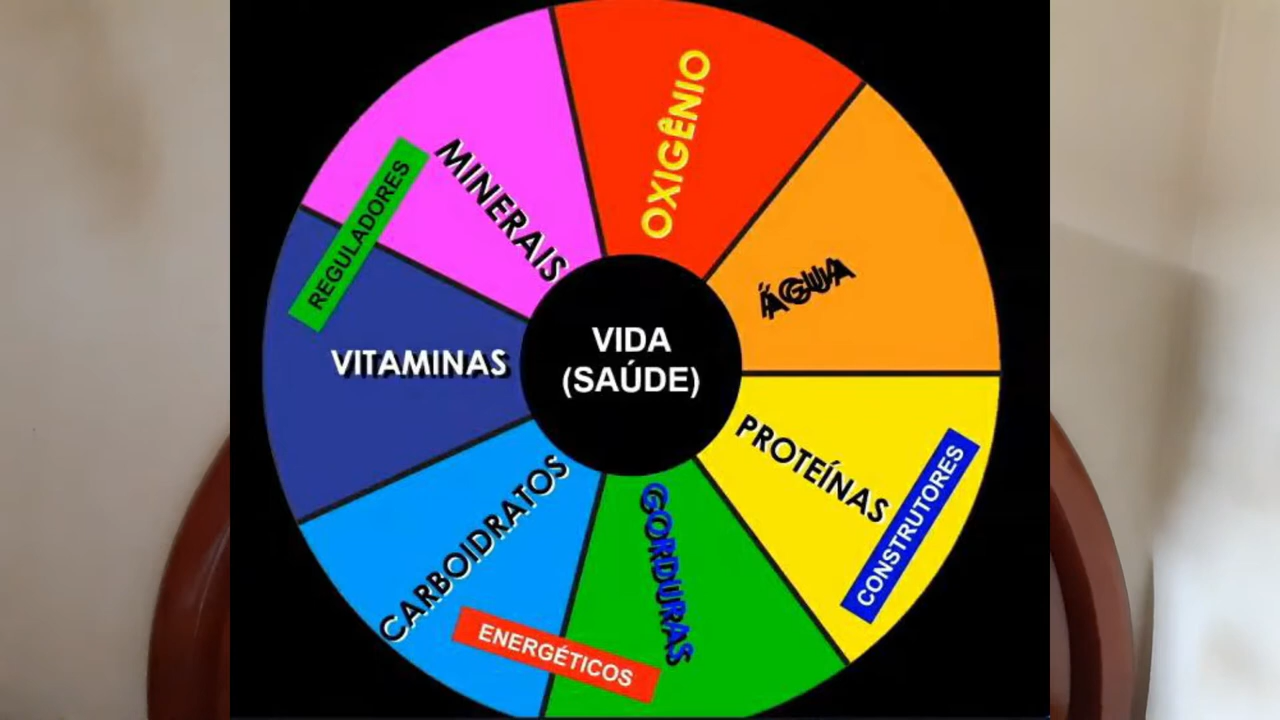 OXIGÊNIO
MINERAIS
REGULADORES
ÁGUA
VIDA
(SAÚDE)
VITAMINAS
PROTEÍNAS
CONSTRUTORES
CARBOIDRATOS
GORDURAS
ENERGÉTICOS